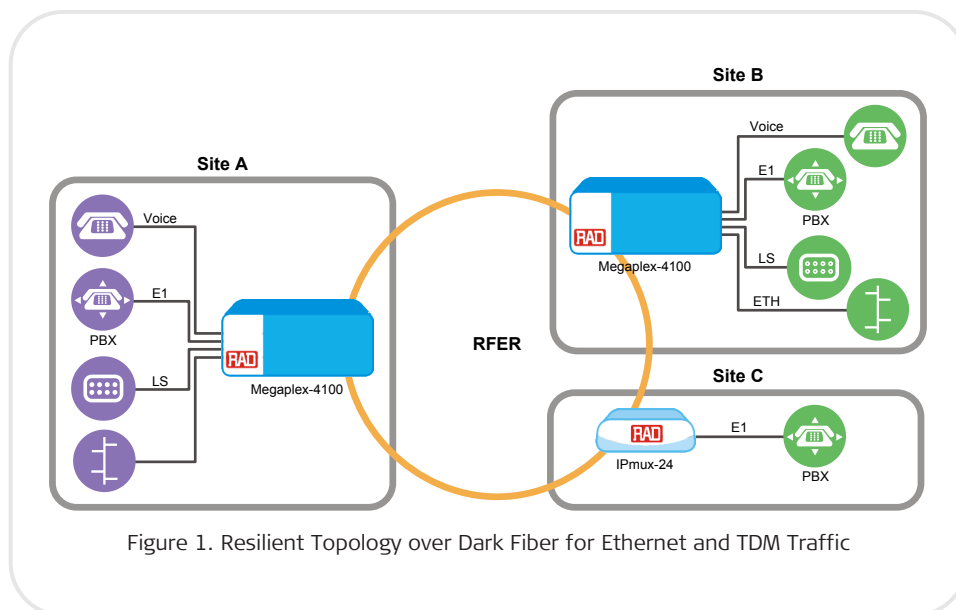 Site A
Voice
E1
PBX
LS
RAD
Megaplex-4100
RFER
Site B
Voice
E1
PBX
LS
ETH
RAD
Megaplex-4100
Site C
RAD
IPmux-24
E1
PBX
Figure 1. Resilient Topology over Dark Fiber for Ethernet and TDM Traffic